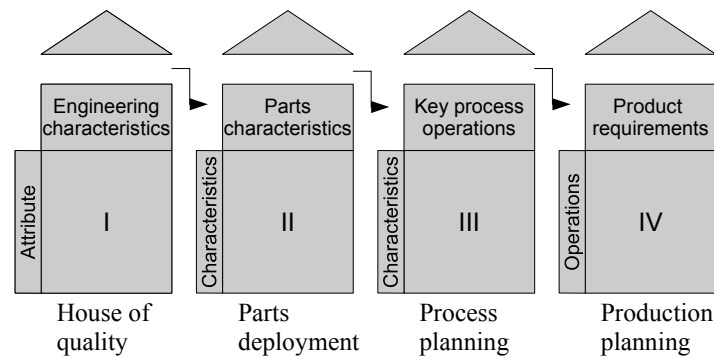 Engineering
characteristics
Attribute
I
House of
quality
Parts
characteristics
Characteristics
II
Parts
deployment
Key process
operations
Characteristics
III
Process
planning
Product
requirements
Operations
IV
Production
planning